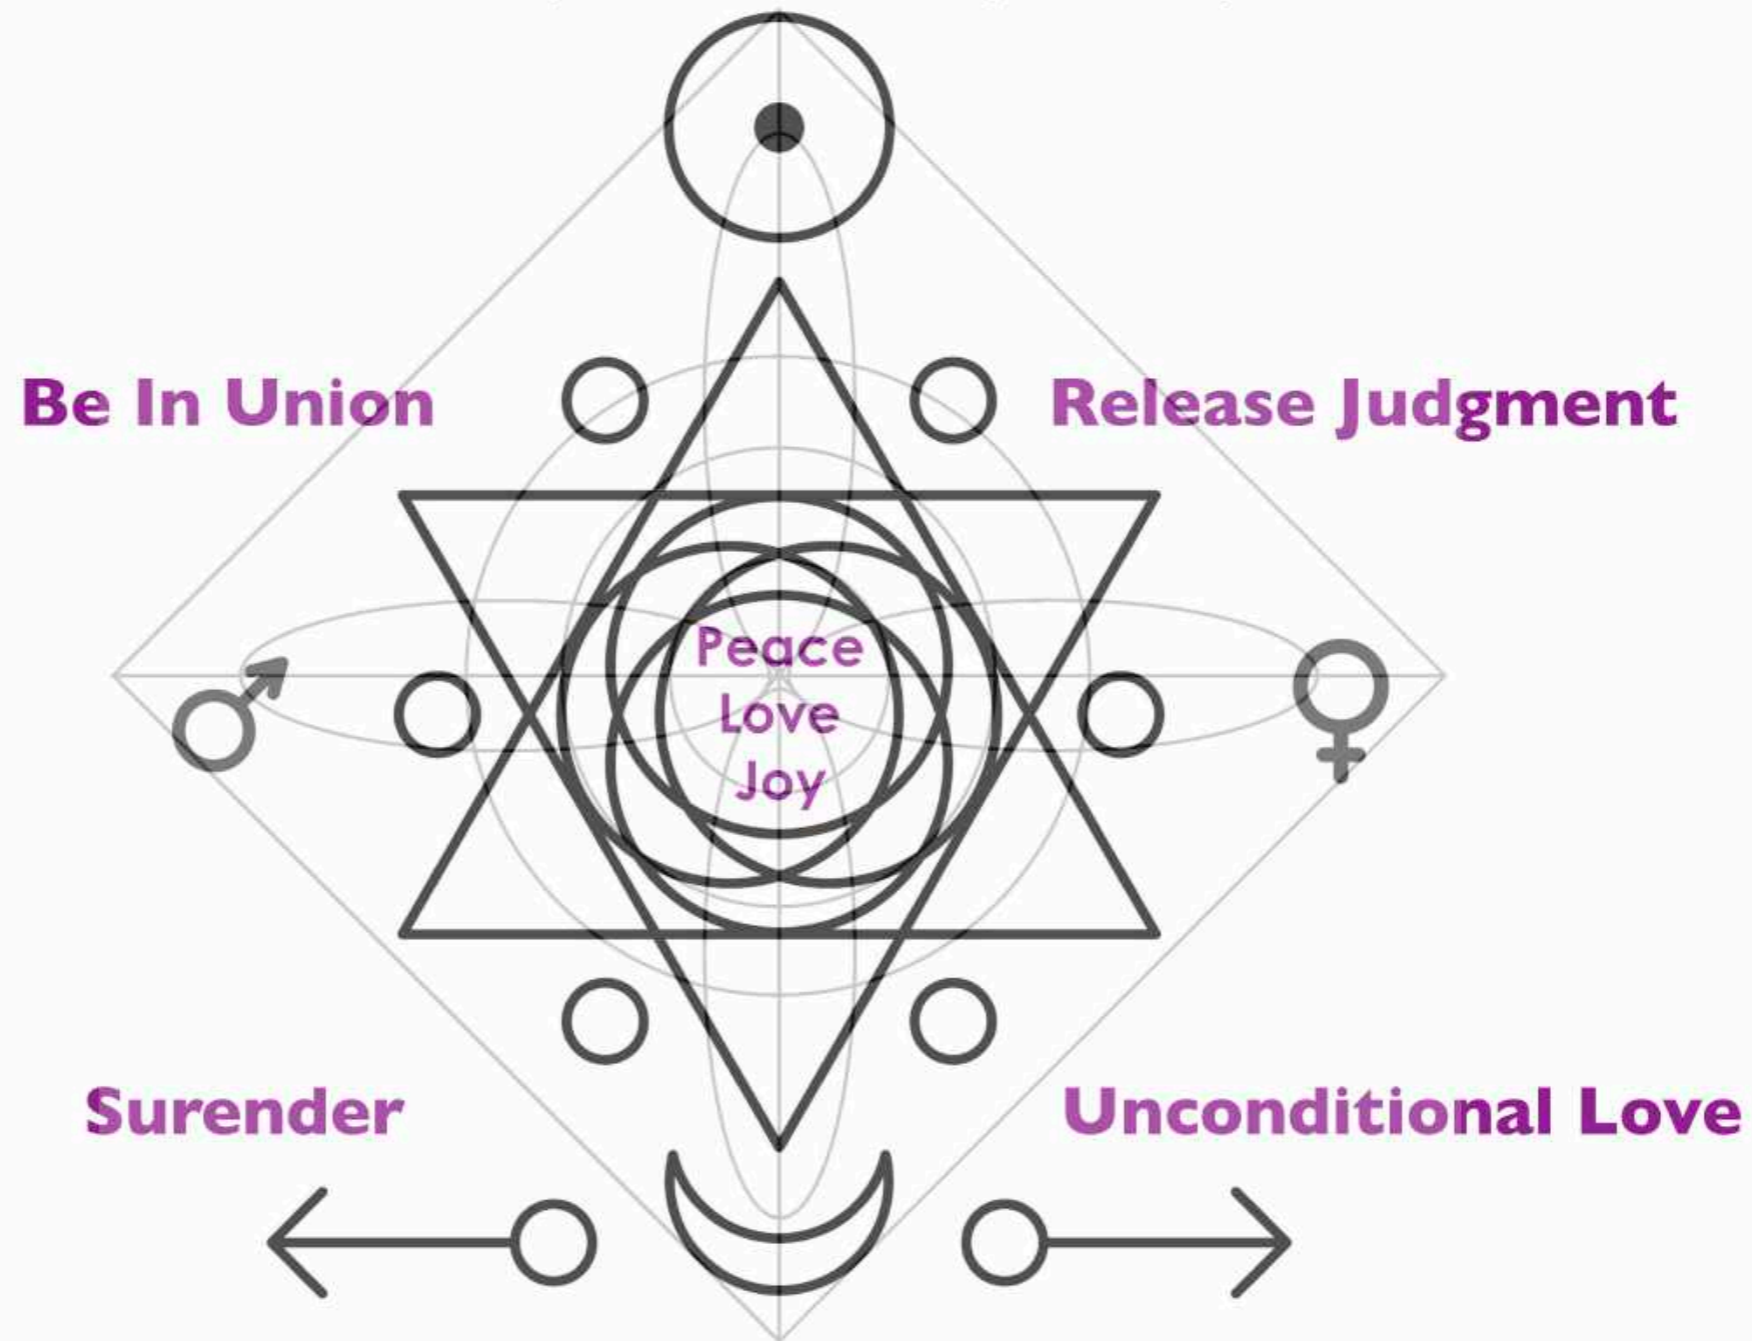 Be In Union
Release Judgment
Peace
Love
Joy
Surender
Unconditional Love